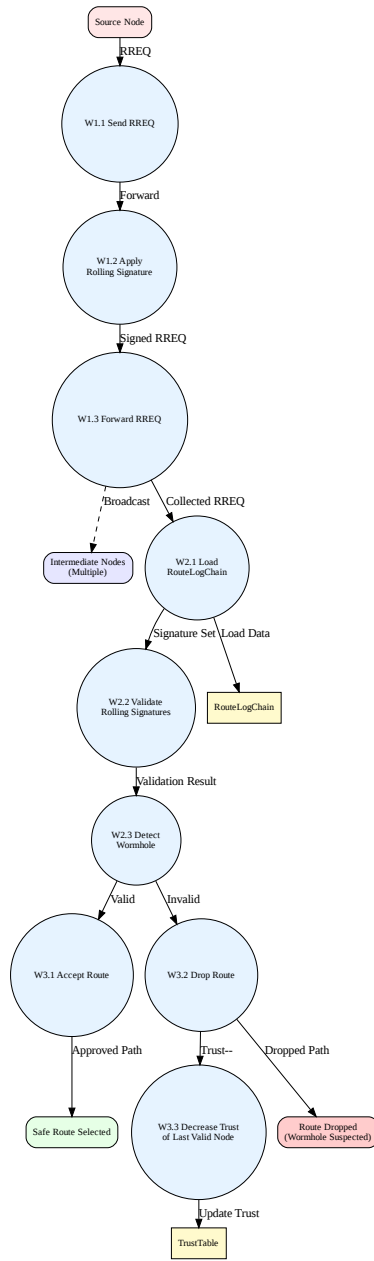 Source Node
RREQ
W1.1 Send RREQ
Forward
W1.2 Apply
Rolling Signature
Signed RREQ
W1.3 Forward RREQ
Broadcast
Collected RREQ
Intermediate Nodes
(Multiple)
W2.1 Load
RouteLogChain
Signature Set
Load Data
W2.2 Validate
Rolling Signatures
RouteLogChain
Validation Result
W2.3 Detect
Wormhole
Valid
Invalid
W3.1 Accept Route
W3.2 Drop Route
Approved Path
Trust--
Dropped Path
Safe Route Selected
W3.3 Decrease Trust
of Last Valid Node
Route Dropped
(Wormhole Suspected)
Update Trust
TrustTable